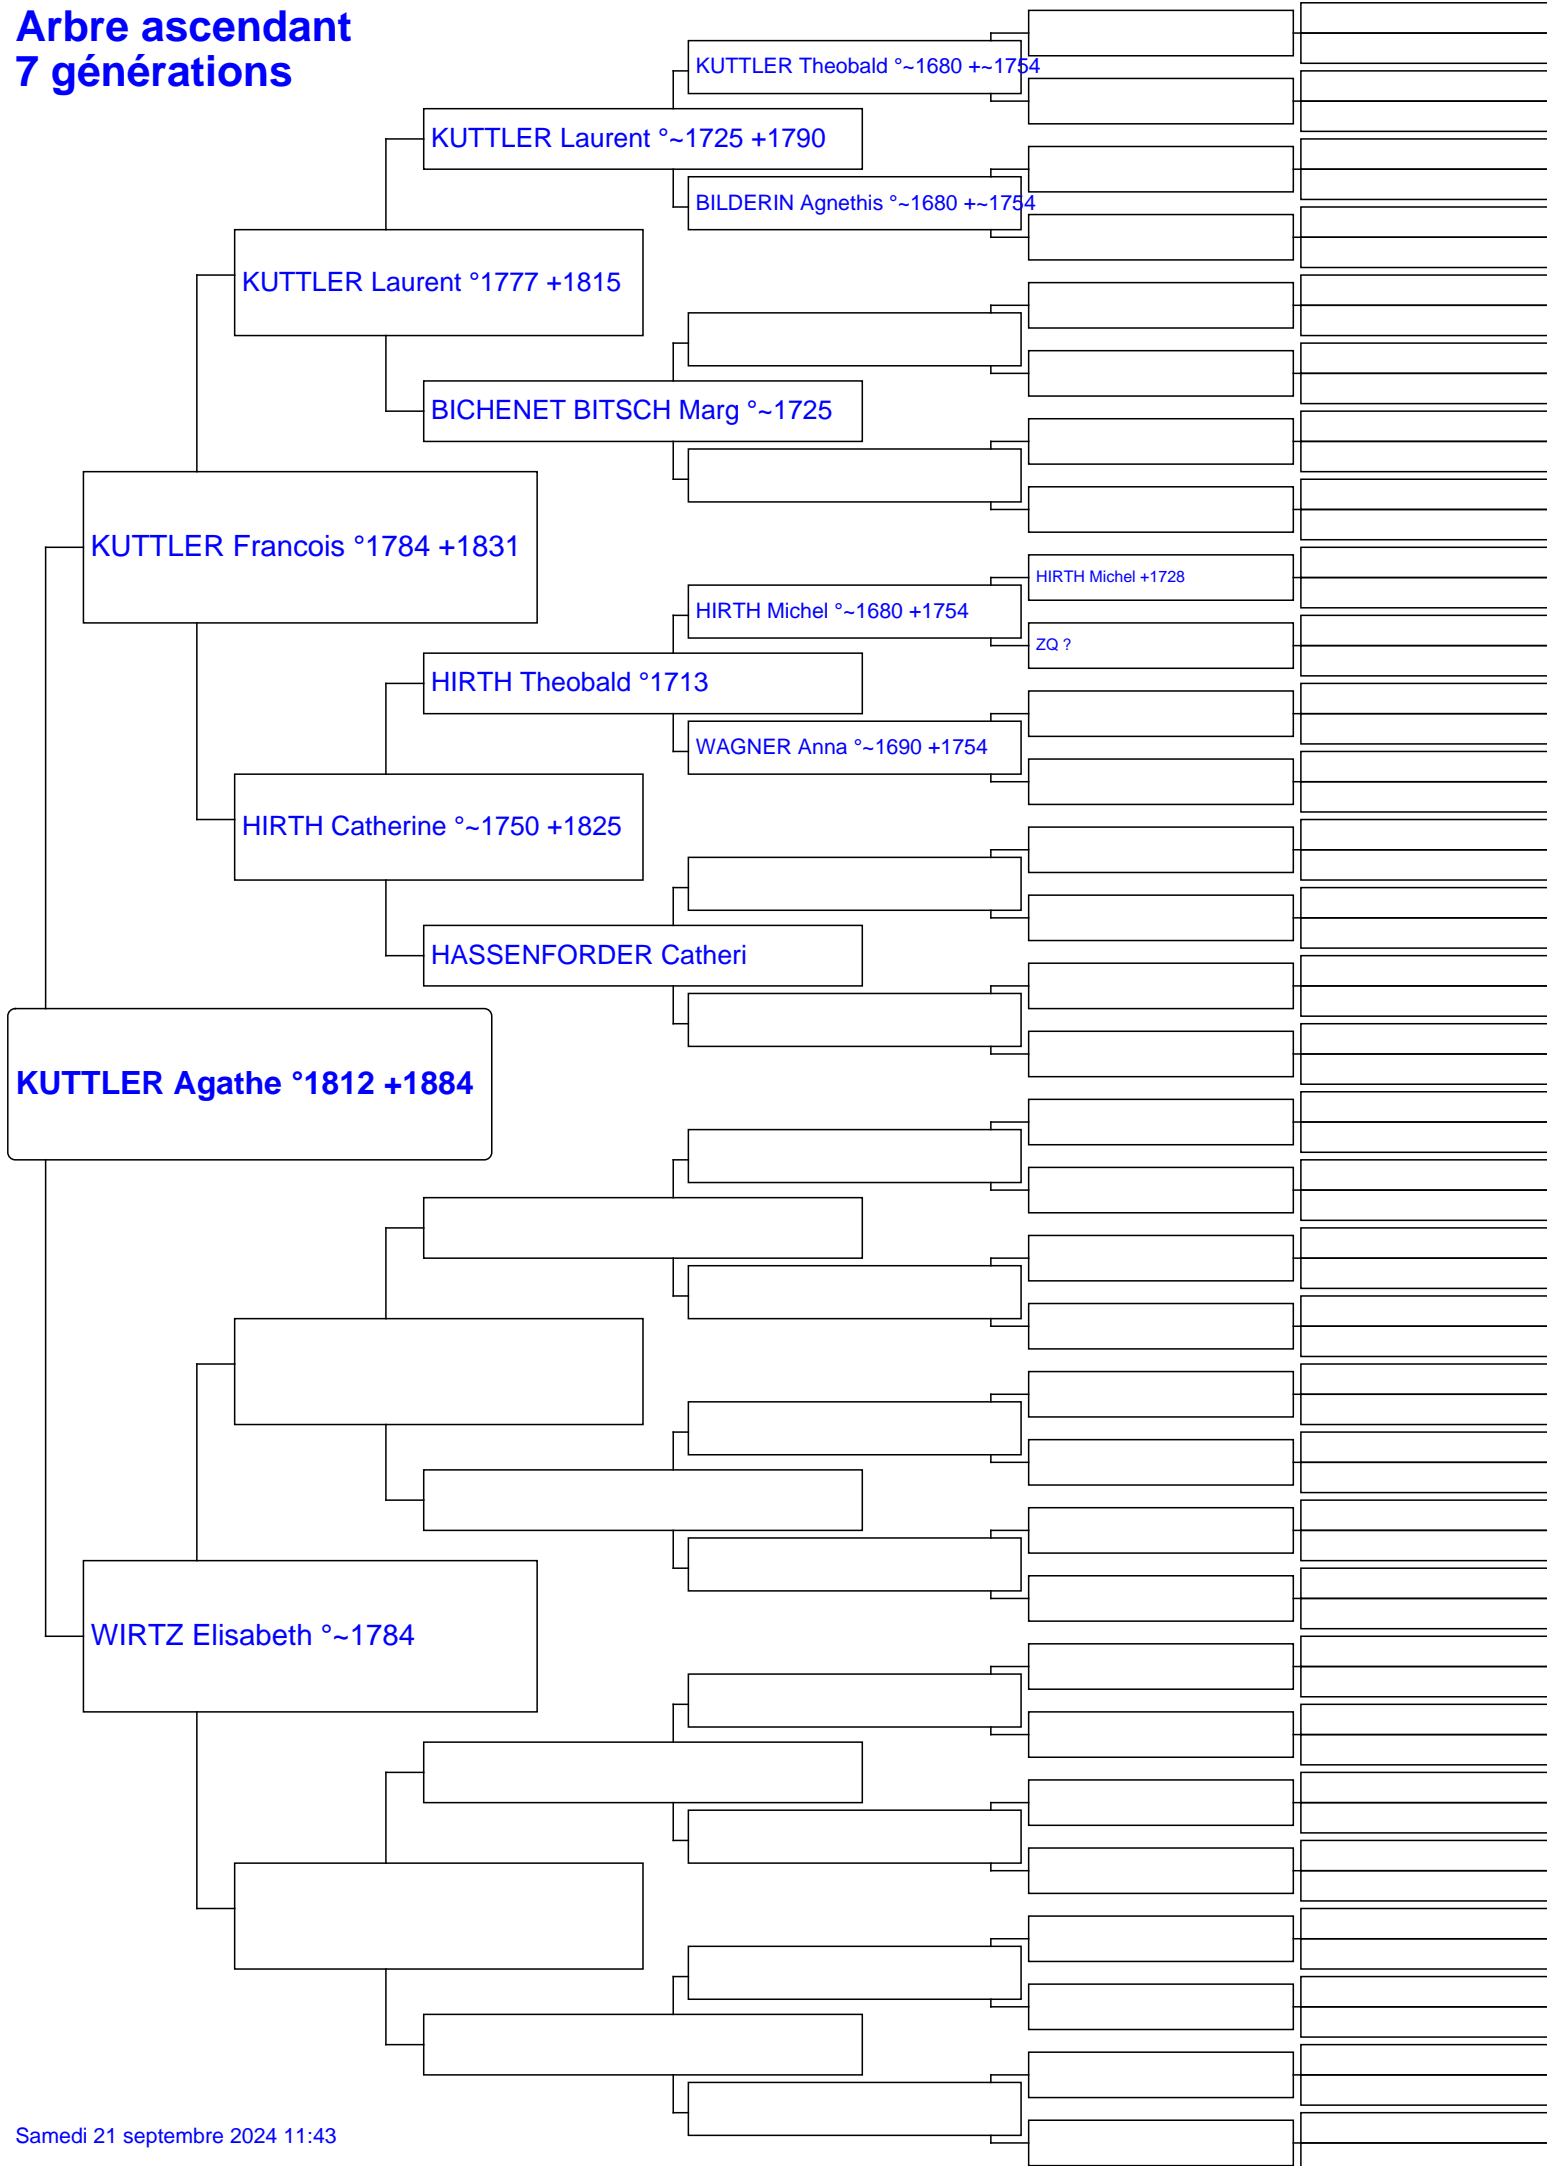 Arbre ascendant
7 générations
KUTTLER Theobald °~1680 +~1754
KUTTLER Laurent °~1725 +1790
BILDERIN Agnethis °~1680 +~1754
KUTTLER Laurent °1777 +1815
BICHENET BITSCH Marg °~1725
KUTTLER Francois °1784 +1831
HIRTH Michel +1728
HIRTH Michel °~1680 +1754
ZQ ?
HIRTH Theobald °1713
WAGNER Anna °~1690 +1754
HIRTH Catherine °~1750 +1825
HASSENFORDER Catheri
KUTTLER Agathe °1812 +1884
WIRTZ Elisabeth °~1784
Samedi 21 septembre 2024 11:43